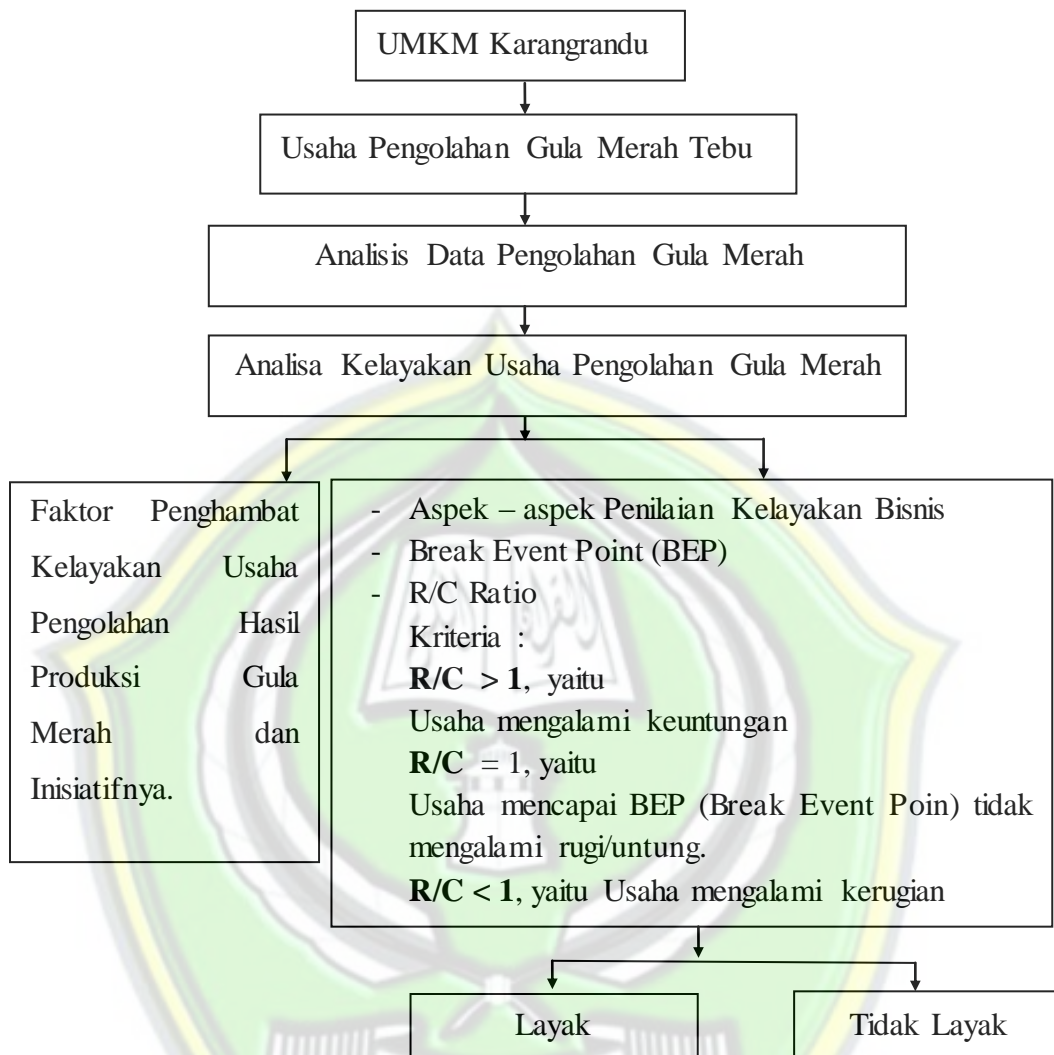 UMKM Karangrandu
Usaha Pengolahan Gula Merah Tebu
Analisis Data Pengolahan Gula Merah
Analisa Kelayakan Usaha Pengolahan Gula Merah
Faktor Penghambat
Kelayakan Usaha
Pengolahan Hasil
Produksi Gula
Merah dan
Inisiatifnya.
- Aspek – aspek Penilaian Kelayakan Bisnis
- Break Event Point (BEP)
- R/C Ratio
Kriteria :
R/C > 1, yaitu
Usaha mengalami keuntungan
R/C = 1, yaitu
Usaha mencapai BEP (Break Event Poin) tidak
mengalami rugi/untung.
R/C < 1, yaitu Usaha mengalami kerugian
Layak
Tidak Layak